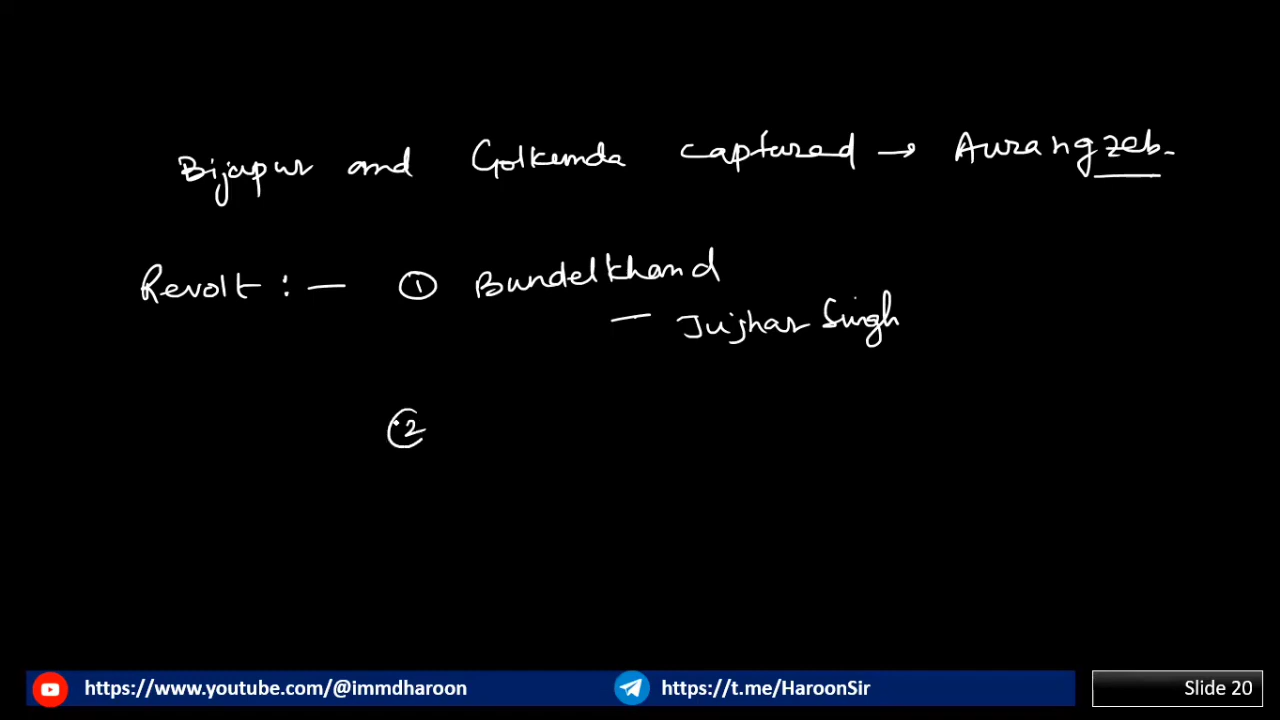 Bijapur and Golkunda captured → Aurangzeb.
Revolt :— ① Bundelkhand
— Jujhar Singh
②
https://www.youtube.com/@immdharoon https://t.me/HaroonSir Slide 20